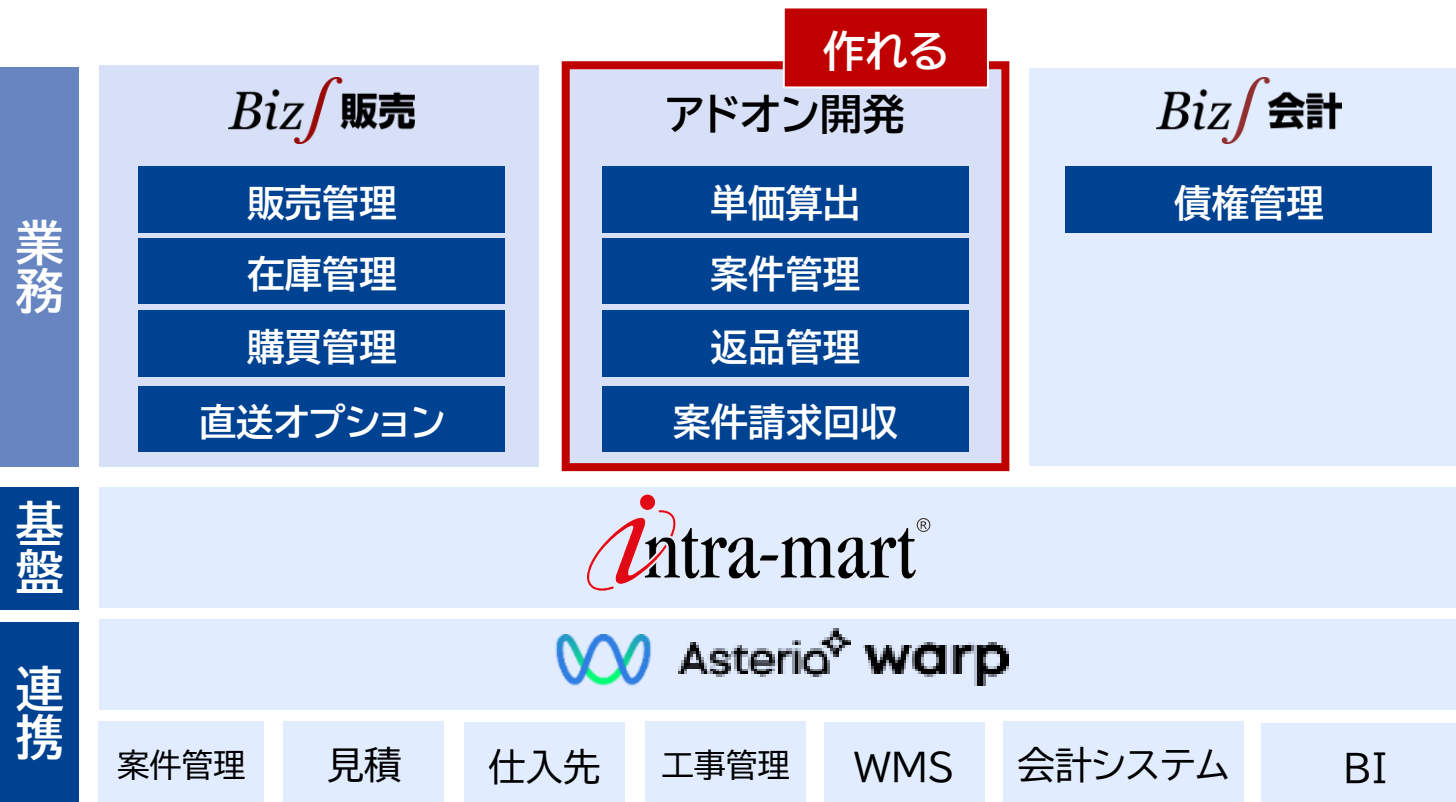 作れる
業務
Biz∫販売
販売管理
在庫管理
購買管理
直送オプション
アドオン開発
単価算出
案件管理
返品管理
案件請求回収
Biz∫会計
債権管理
基盤
intra-mart®
連携
Asteria warp
案件管理
見積
仕入先
工事管理
WMS
会計システム
BI